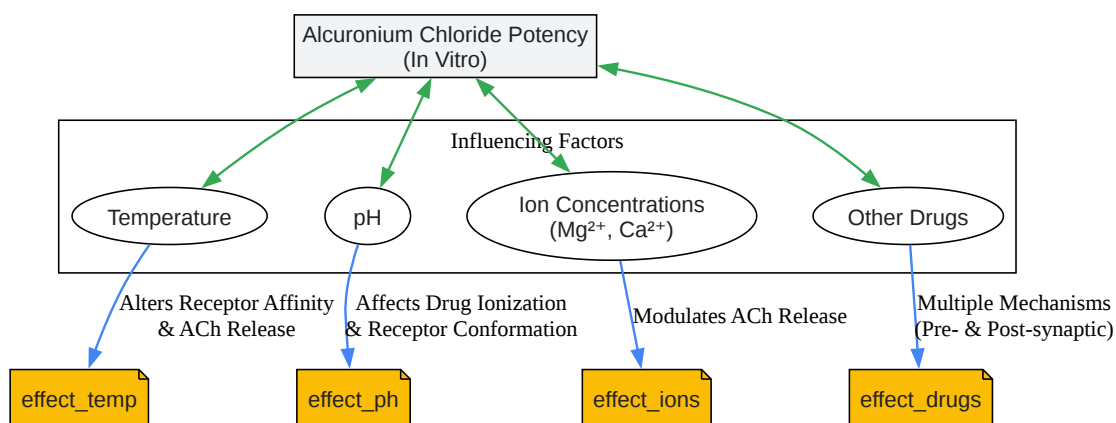 Alcuronium Chloride Potency
(In Vitro)
Influencing Factors
Temperature
pH
Ion Concentrations
(Mg²⁺, Ca²⁺)
Other Drugs
Alters Receptor Affinity
& ACh Release
Affects Drug Ionization
& Receptor Conformation
Modulates ACh Release
Multiple Mechanisms
(Pre- & Post-synaptic)
effect_temp
effect_ph
effect_ions
effect_drugs